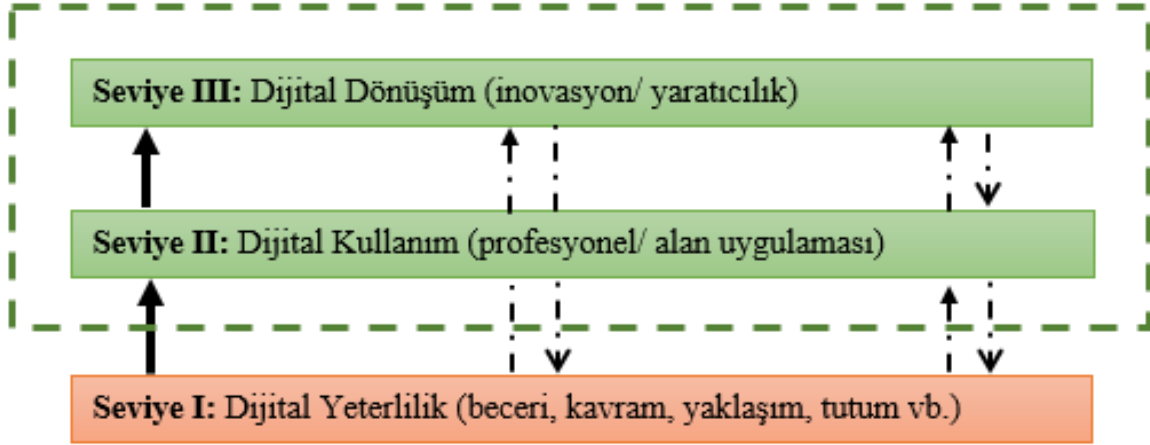 Seviye III: Dijital Dönüşüm (inovasyon/ yaratıcılık)
Seviye II: Dijital Kullanım (profesyonel/ alan uygulaması)
Seviye I: Dijital Yeterlilik (beceri, kavram, yaklaşım, tutum vb.)